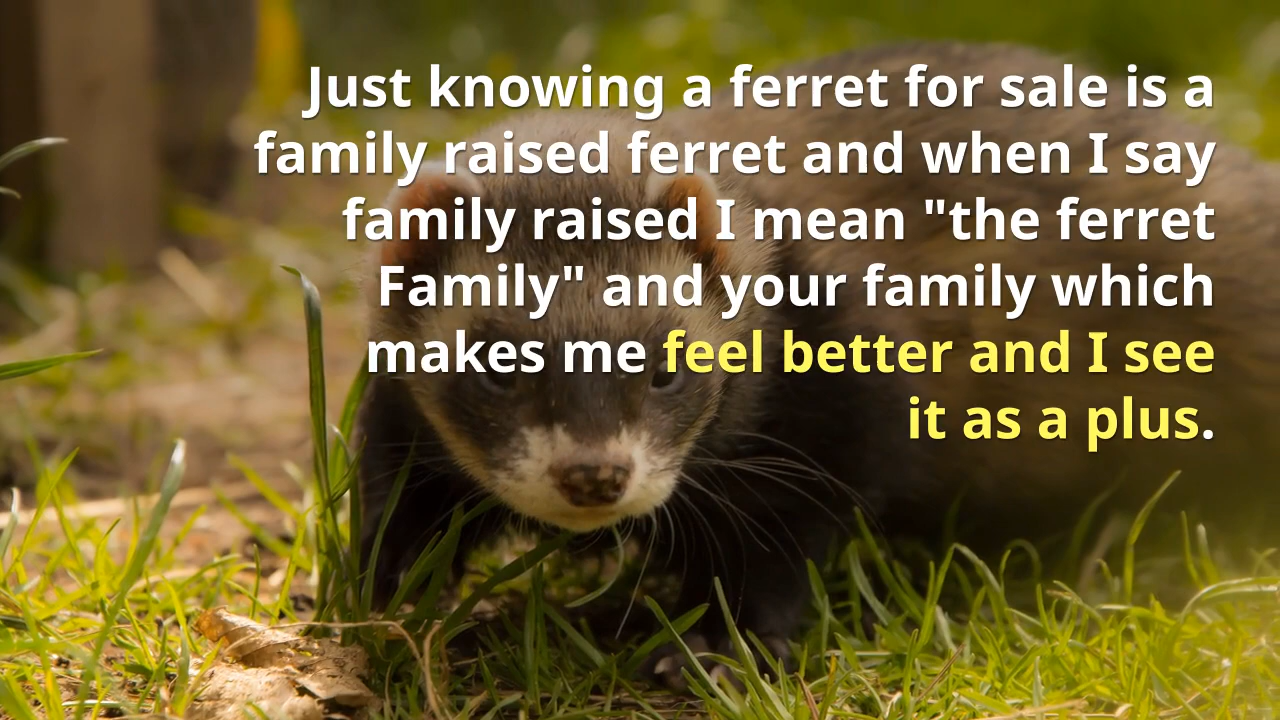 Just knowing a ferret for sale is a
family raised ferret and when I say
family raised I mean "the ferret
Family" and your family which
makes me feel better and I see
it as a plus.